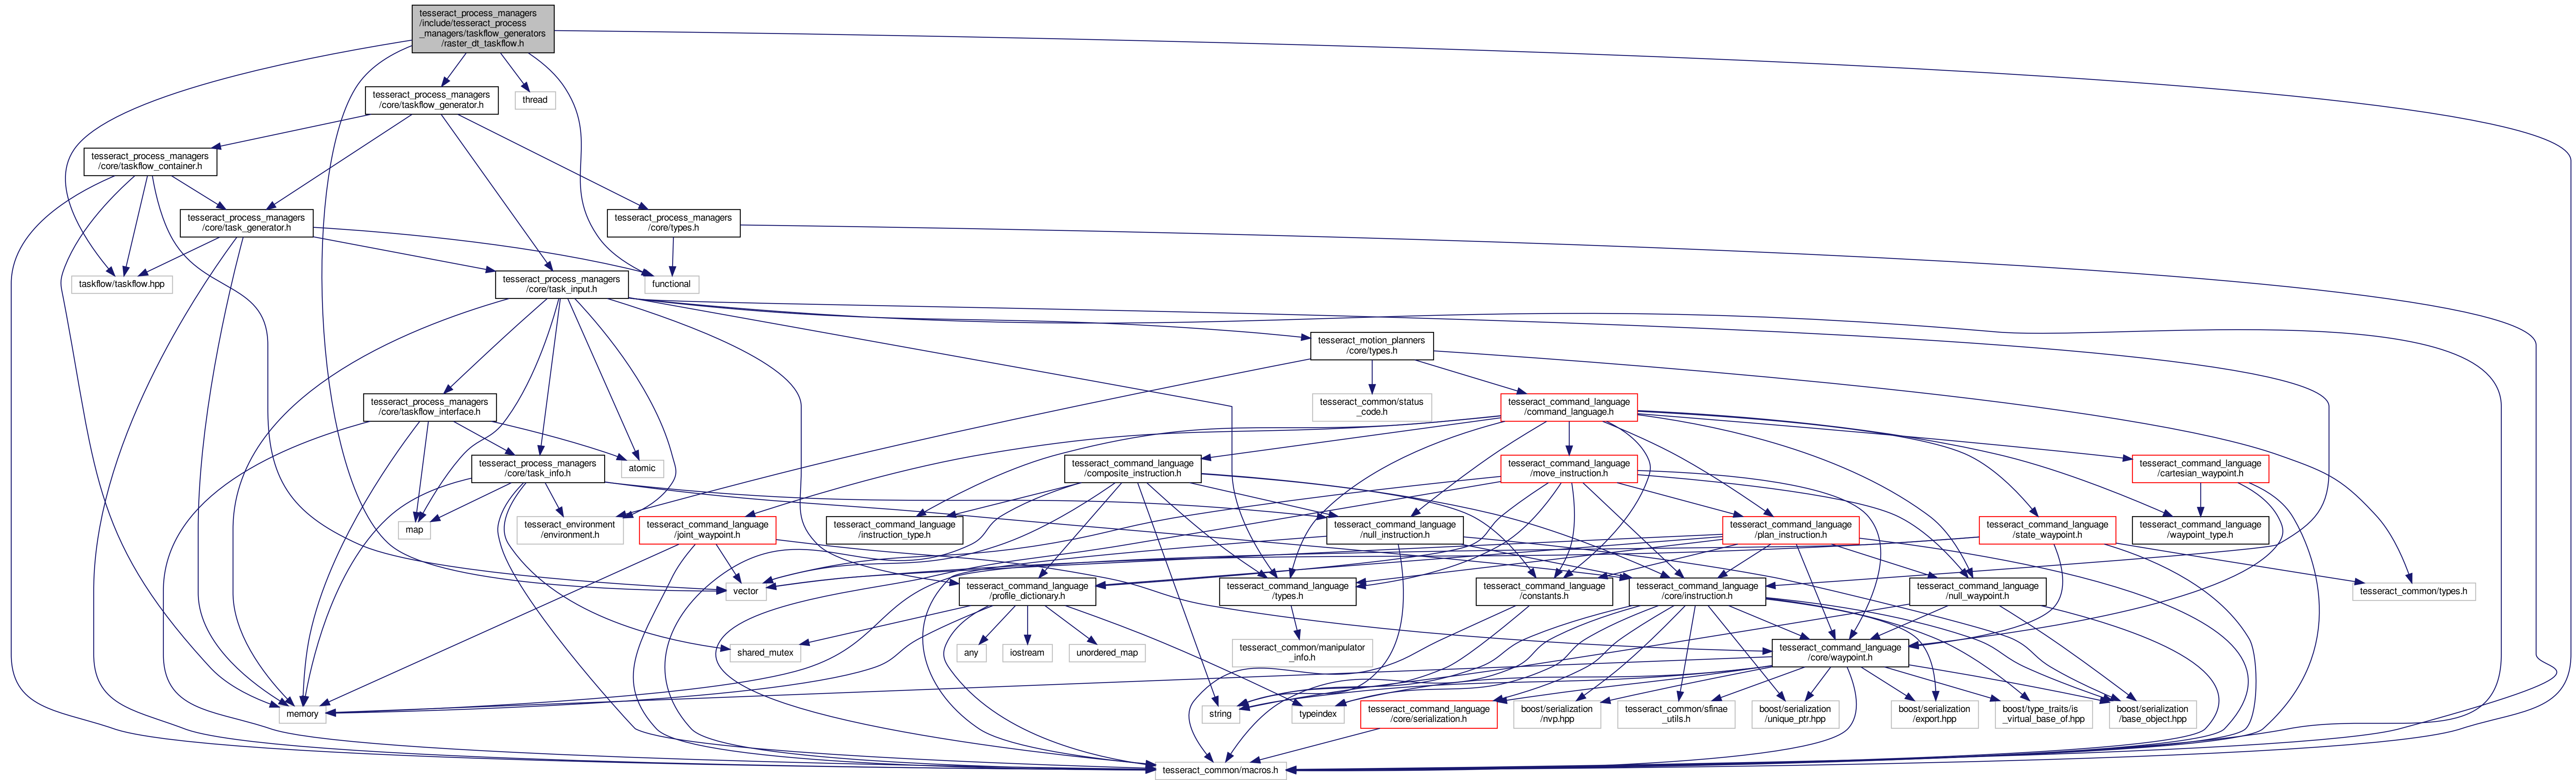 tesseract_process_managers
/include/tesseract_process
_managers/taskflow_generators
/raster_dt_taskflow.h
tesseract_process_managers
/core/taskflow_generator.h
thread
tesseract_process_managers
/core/taskflow_container.h
tesseract_process_managers
/core/task_generator.h
tesseract_process_managers
/core/types.h
taskflow/taskflow.hpp
tesseract_process_managers
/core/task_input.h
functional
tesseract_motion_planners
/core/types.h
tesseract_process_managers
/core/taskflow_interface.h
tesseract_common/status
_code.h
tesseract_command_language
/command_language.h
tesseract_process_managers
/core/task_info.h
atomic
tesseract_command_language
/composite_instruction.h
tesseract_command_language
/move_instruction.h
tesseract_command_language
/cartesian_waypoint.h
map
tesseract_environment
/environment.h
tesseract_command_language
/joint_waypoint.h
tesseract_command_language
/instruction_type.h
tesseract_command_language
/null_instruction.h
tesseract_command_language
/plan_instruction.h
tesseract_command_language
/state_waypoint.h
tesseract_command_language
/waypoint_type.h
vector
tesseract_command_language
/profile_dictionary.h
tesseract_command_language
/types.h
tesseract_command_language
/constants.h
tesseract_command_language
/core/instruction.h
tesseract_command_language
/null_waypoint.h
tesseract_common/types.h
shared_mutex
any
iostream
unordered_map
tesseract_common/manipulator
_info.h
tesseract_command_language
/core/waypoint.h
memory
string
typeindex
tesseract_command_language
/core/serialization.h
boost/serialization
/nvp.hpp
tesseract_common/sfinae
_utils.h
boost/serialization
/unique_ptr.hpp
boost/serialization
/export.hpp
boost/type_traits/is
_virtual_base_of.hpp
boost/serialization
/base_object.hpp
tesseract_common/macros.h